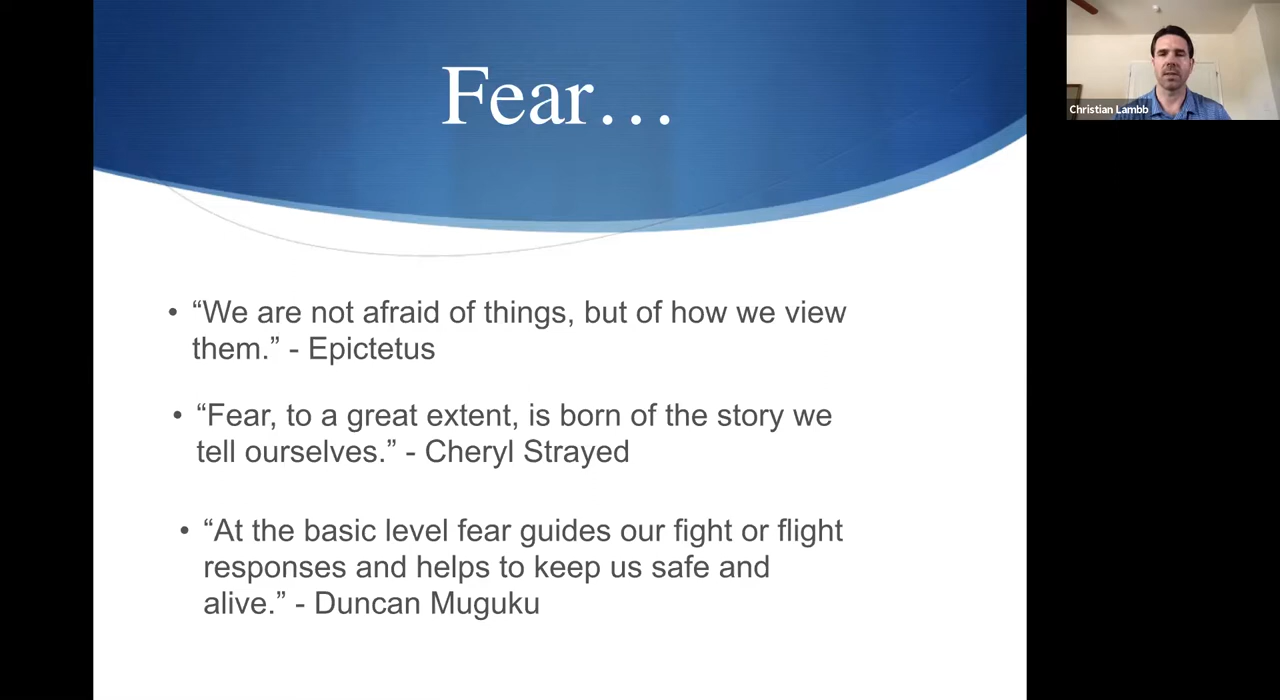 Fear…
• “We are not afraid of things, but of how we view
them.” - Epictetus
• “Fear, to a great extent, is born of the story we
tell ourselves.” - Cheryl Strayed
• “At the basic level fear guides our fight or flight
responses and helps to keep us safe and
alive.” - Duncan Muguku
Christian Lambb